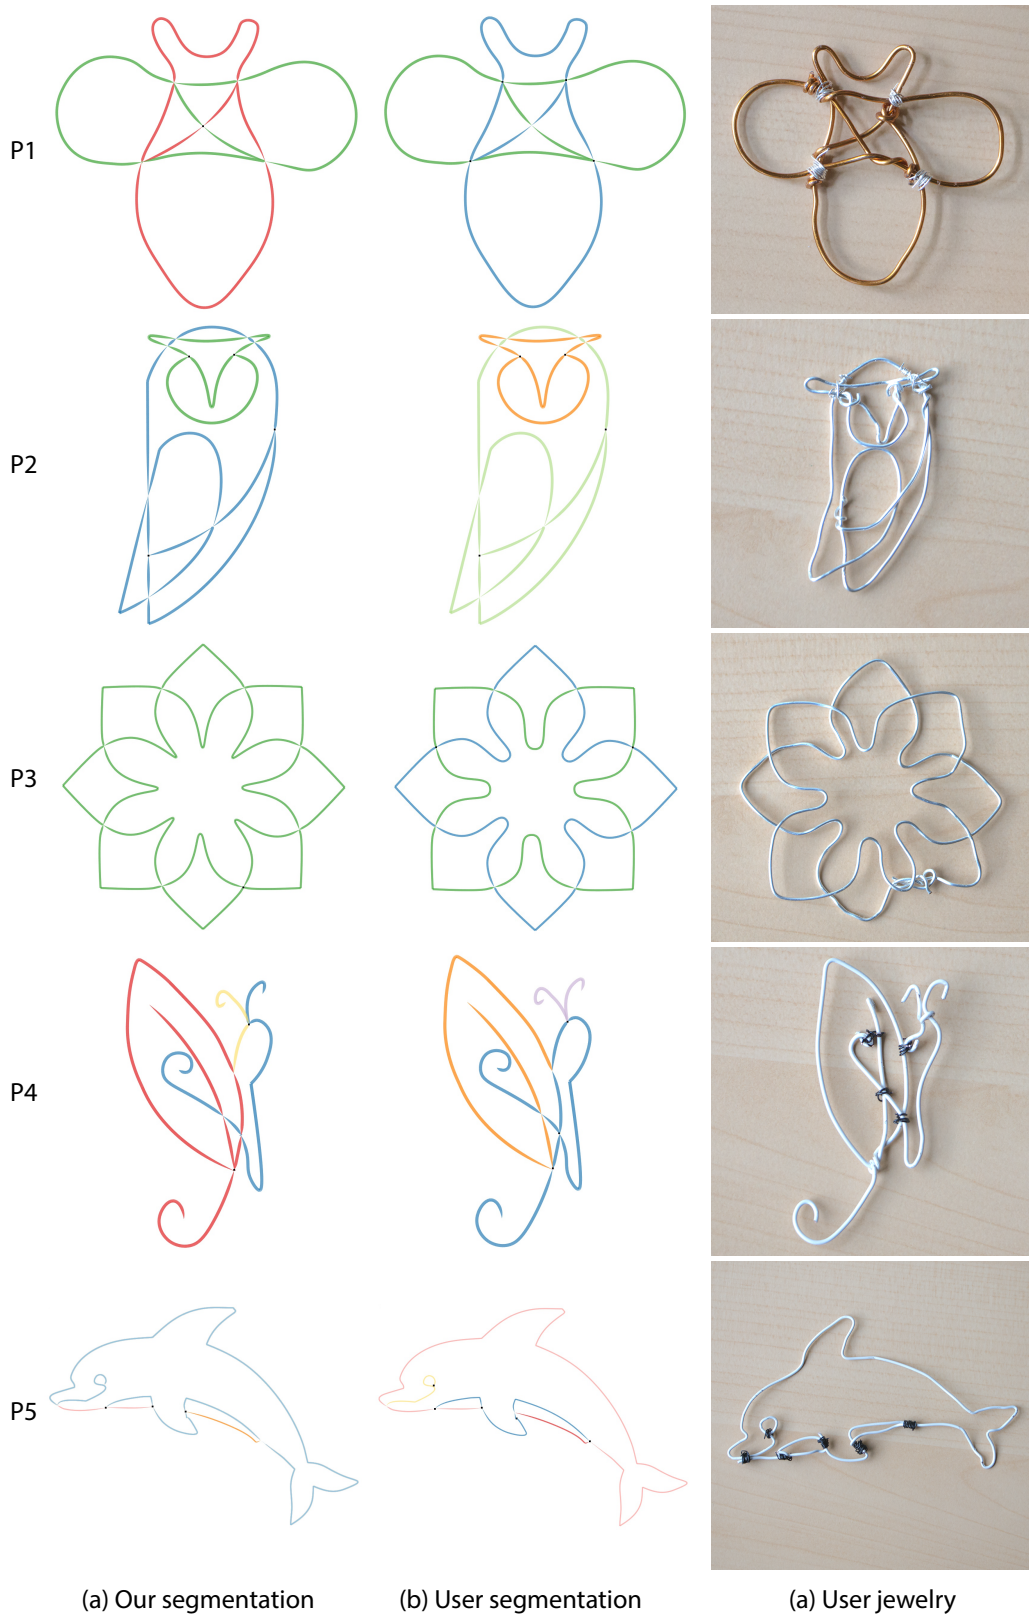 P1
P2
P3
P4
P5
(a) Our segmentation (b) User segmentation (a) User jewelry